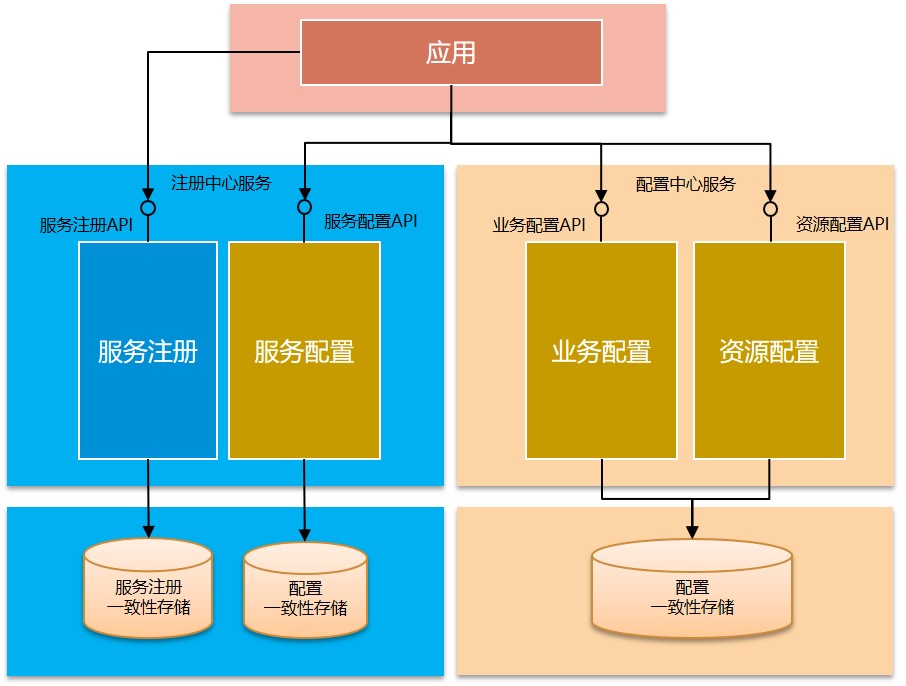 应用
注册中心服务
配置中心服务
服务注册API
服务配置API
业务配置API
资源配置API
服务注册
服务配置
业务配置
资源配置
服务注册
一致性存储
配置
一致性存储
配置
一致性存储